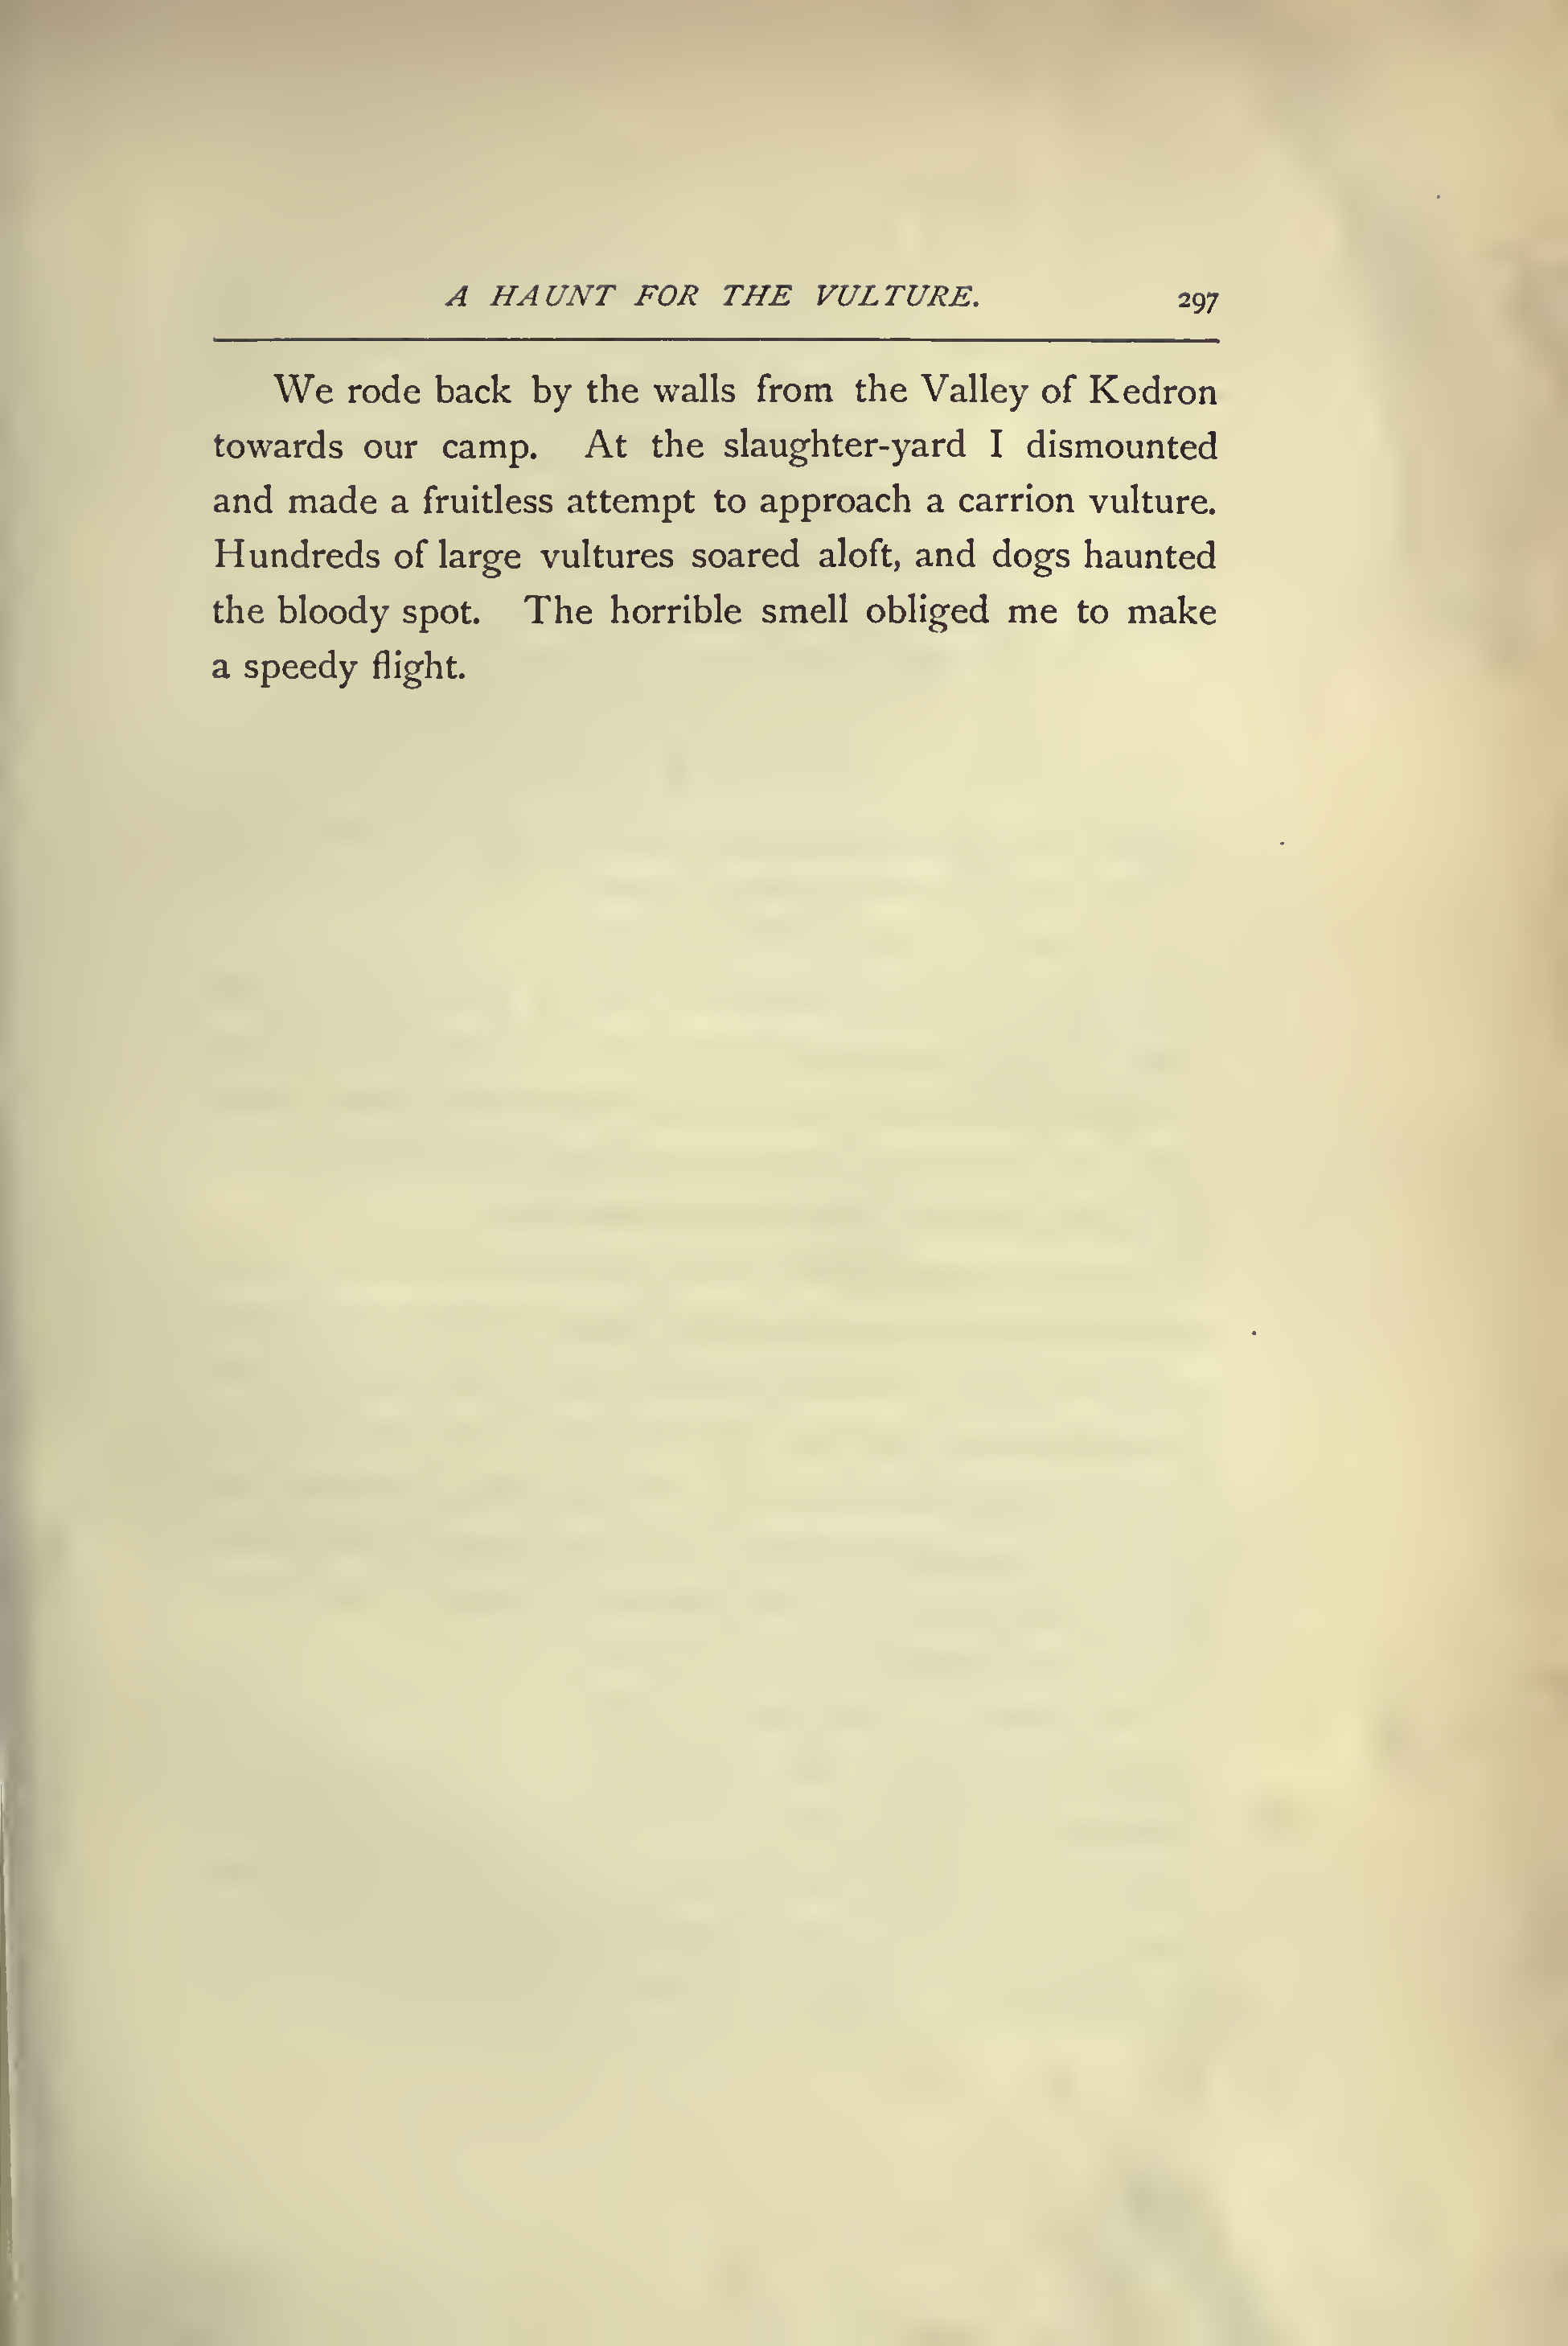 A HAUNT FOR THE VULTURE. 297
We rode back by the walls from the Valley of Kedron
towards our camp. At the slaughter-yard I dismounted
and made a fruitless attempt to approach a carrion vulture.
Hundreds of large vultures soared aloft, and dogs haunted
the bloody spot. The horrible smell obliged me to make
a speedy flight.